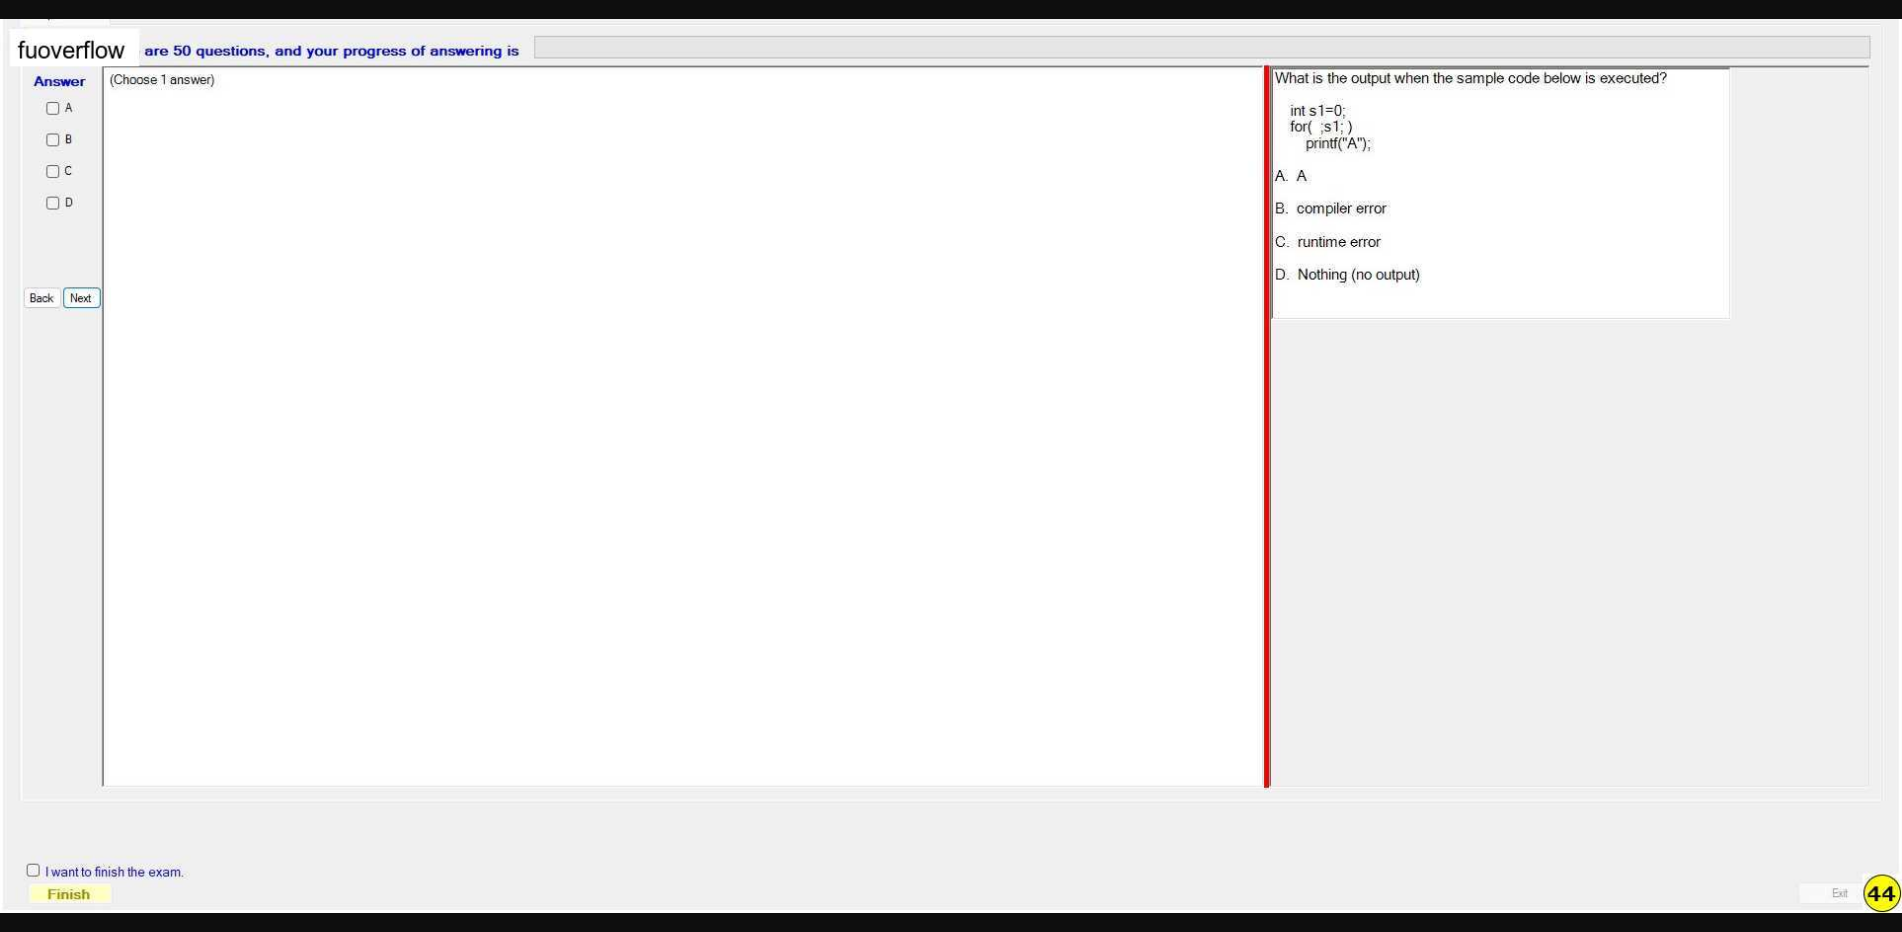 fuoverflow are 50 questions, and your progress of answering is
Answer
(Choose 1 answer)
A
B
C
D
Back Next
What is the output when the sample code below is executed?
int s1=0;
for( ;s1; )
printf("A");
A. A
B. compiler error
C. runtime error
D. Nothing (no output)
I want to finish the exam.
Finish
Exit
44